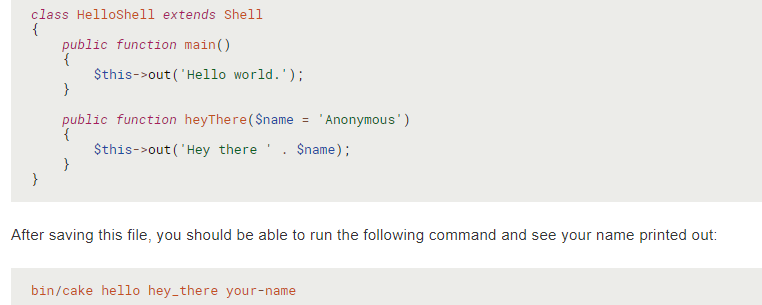 class HelloShell extends Shell
{
    public function main()
    {
        $this->out('Hello world.');
    }
    public function heyThere($name = 'Anonymous')
    {
        $this->out('Hey there ' . $name);
    }
}
After saving this file, you should be able to run the following command and see your name printed out:
bin/cake hello hey_there your-name